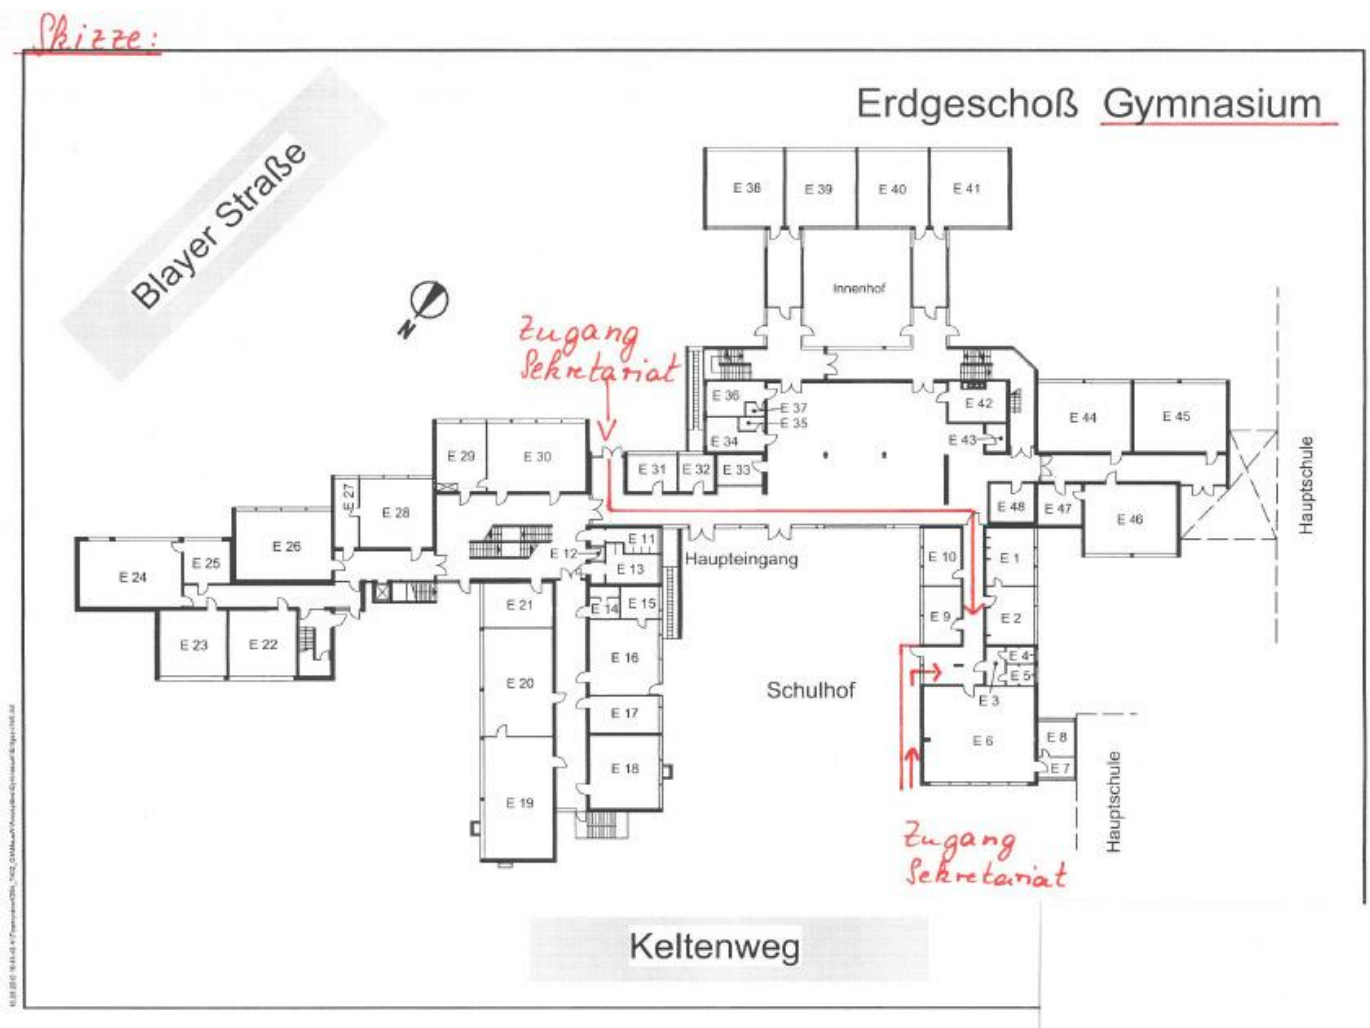 Skizze:
Erdgeschoß Gymnasium
Blayer Straße
E 38
E 39
E 40
E 41
Innenhof
N
Zugang
Sekretariat
E 36
E 37
E 35
E 34
E 42
E 43
E 44
E 45
Hauptschule
E 29
E 30
E 31
E 32
E 33
E 27
E 28
E 48
E 47
E 46
E 26
E 25
E 24
E 12
E 11
E 13
Haupteingang
E 10
E 1
E 21
E 14
E 15
E 9
E 2
E 23
E 22
E 16
E 4
E 5
E 3
E 20
E 17
Schulhof
E 6
E 8
E 7
E 19
E 18
Hauptschule
Zugang
Sekretariat
Keltenweg